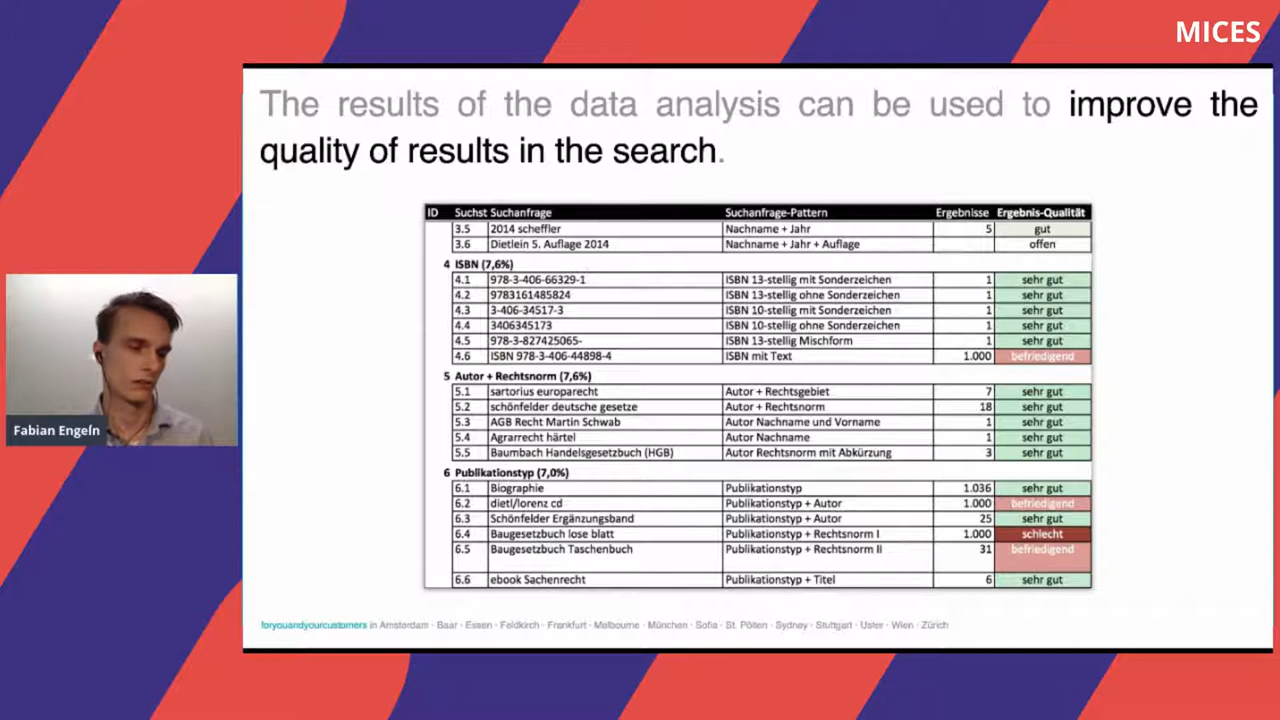 MICES
The results of the data analysis can be used to improve the
quality of results in the search.
ID Suchst Suchanfrage Suchanfrage-Pattern Ergebnisse Ergebnis-Qualität
3.5 2014 scheffler Nachname + Jahr 5 gut
3.6 Dietlein 5. Auflage 2014 Nachname + Jahr + Auflage offen
4 ISBN (7,6%)
4.1 978-3-406-66329-1 ISBN 13-stellig mit Sonderzeichen 1 sehr gut
4.2 9783161485824 ISBN 13-stellig ohne Sonderzeichen 1 sehr gut
4.3 3-406-34517-3 ISBN 10-stellig mit Sonderzeichen 1 sehr gut
4.4 3406345173 ISBN 10-stellig ohne Sonderzeichen 1 sehr gut
4.5 978-3-827425065- ISBN 13-stellig Mischform 1 sehr gut
4.6 ISBN 978-3-406-44898-4 ISBN mit Text 1.000 befriedigend
5 Autor + Rechtsnorm (7,6%)
5.1 sartorius europarecht Autor + Rechtsgebiet 7 sehr gut
5.2 schönfelder deutsche gesetze Autor + Rechtsnorm 18 sehr gut
5.3 AGB Recht Martin Schwab Autor Nachname und Vorname 1 sehr gut
5.4 Agrarrecht härtel Autor Nachname 1 sehr gut
5.5 Baumbach Handelsgesetzbuch (HGB) Autor Rechtsnorm mit Abkürzung 3 sehr gut
6 Publikationstyp (7,0%)
6.1 Biographie Publikationstyp 1.036 sehr gut
6.2 dietl/lorenz cd Publikationstyp + Autor 1.000 befriedigend
6.3 Schönfelder Ergänzungsband Publikationstyp + Autor 25 sehr gut
6.4 Baugesetzbuch lose blatt Publikationstyp + Rechtsnorm I 1.000 schlecht
6.5 Baugesetzbuch Taschenbuch Publikationstyp + Rechtsnorm II 31 befriedigend
6.6 ebook Sachenrecht Publikationstyp + Titel 6 sehr gut
Fabian Engeln
foryouandyourcustomers in Amsterdam · Baar · Essen · Feldkirch · Frankfurt · Melbourne · München · Sofia · St. Pölten · Sydney · Stuttgart · Uster · Wien · Zürich